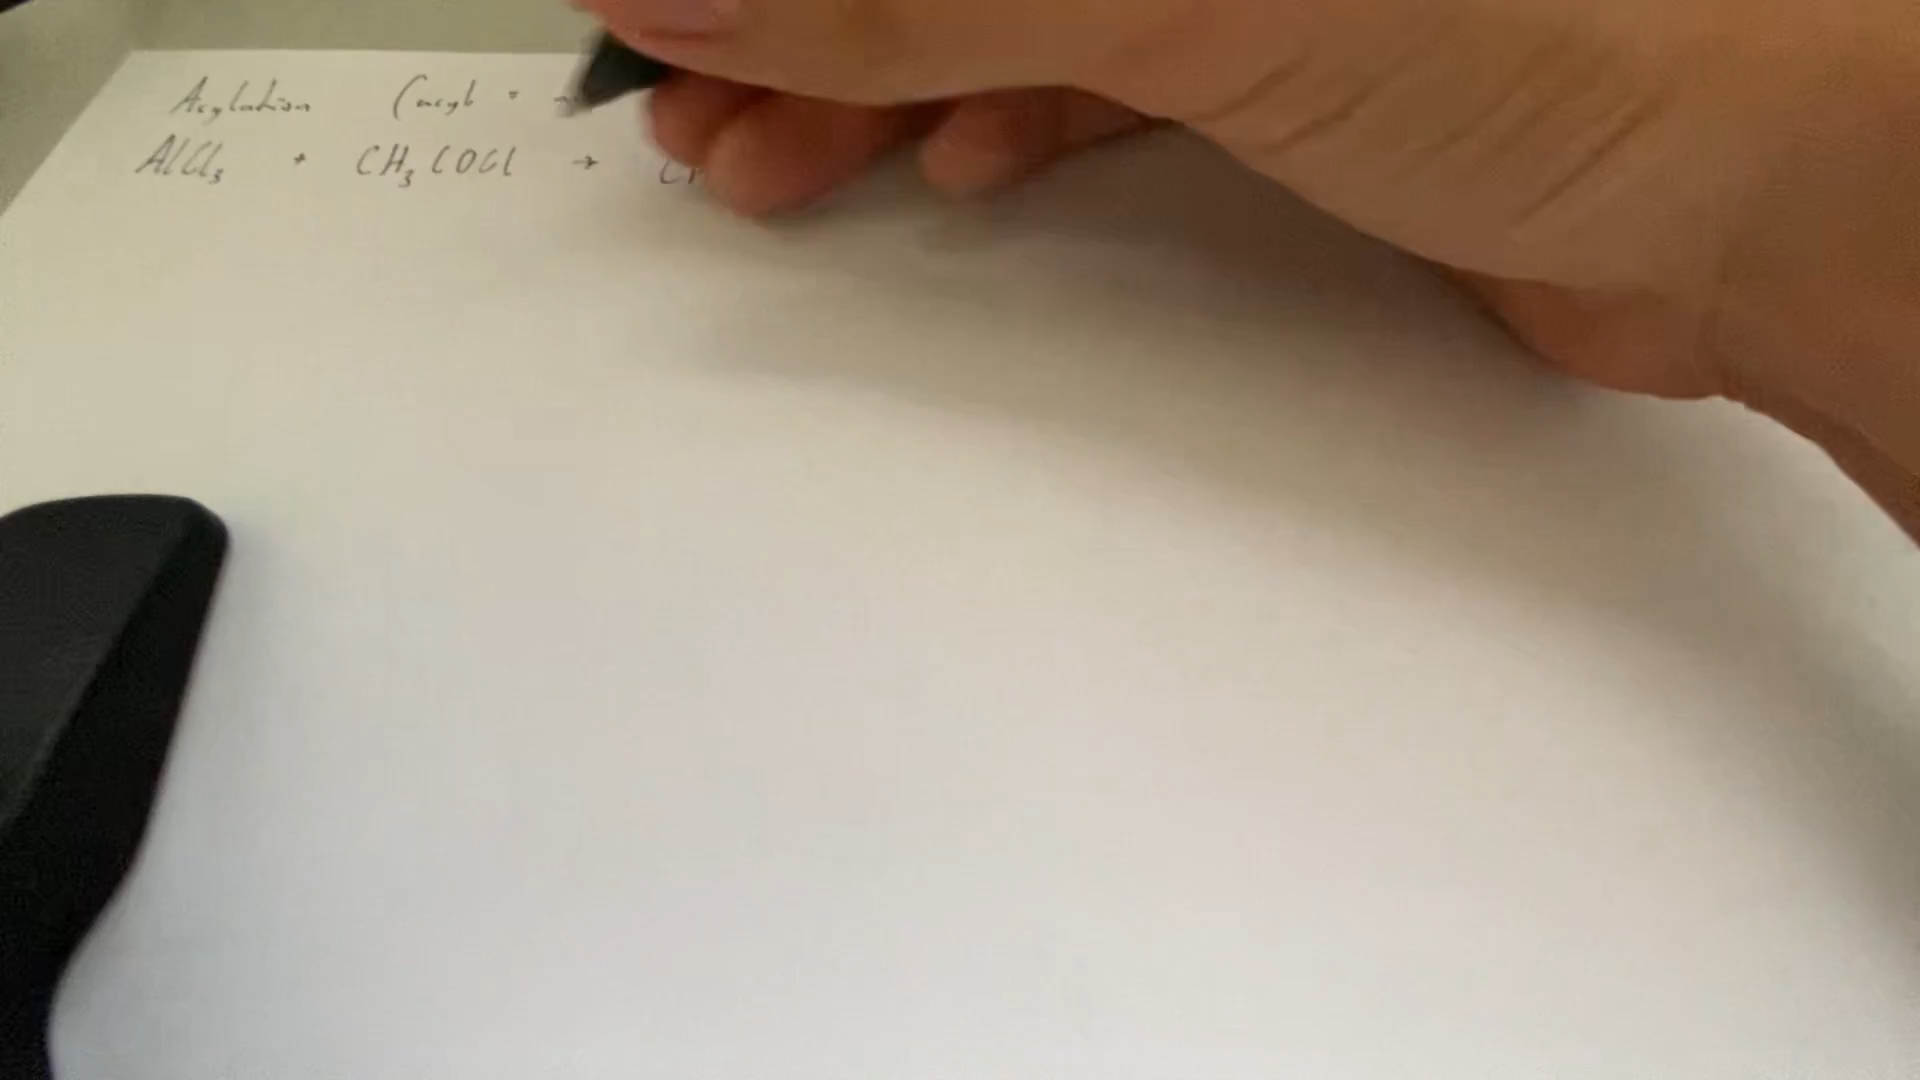 Acylation (acyl =
AlCl₃ + CH₃COCl →